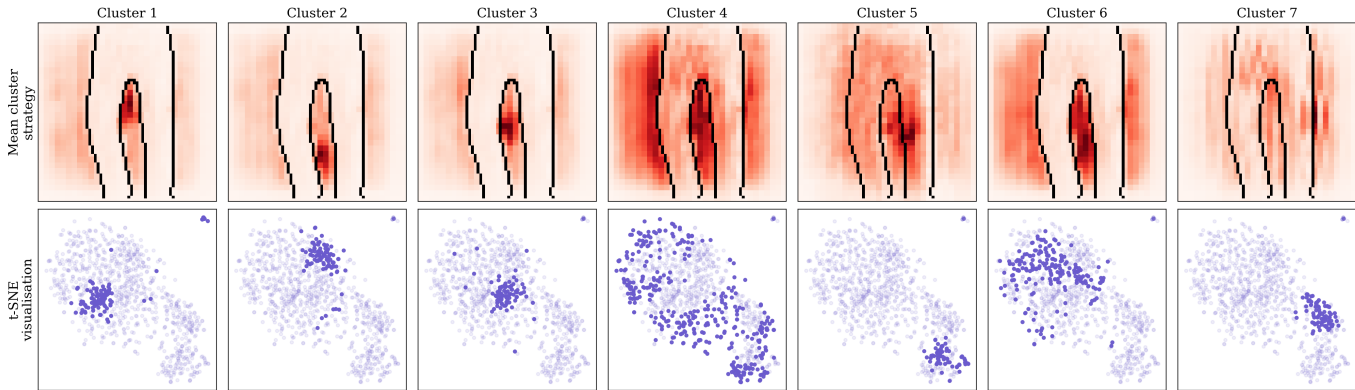 Cluster 1
Cluster 2
Cluster 3
Cluster 4
Cluster 5
Cluster 6
Cluster 7
Mean cluster
strategy
t-SNE
visualisation